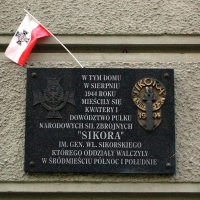 W TYM DOMU
W SIERPNIU
1944 ROKU
MIEŚCIŁY SIĘ
KWATERY I
DOWÓDZTWO PUŁKU
NARODOWYCH SIŁ ZBROJNYCH
"SIKORA"
IM. GEN. WŁ. SIKORSKIEGO
KTÓREGO ODDZIAŁY WALCZYŁY
W ŚRÓDMIEŚCIU PÓŁNOC I POŁUDNIE
SIKORA